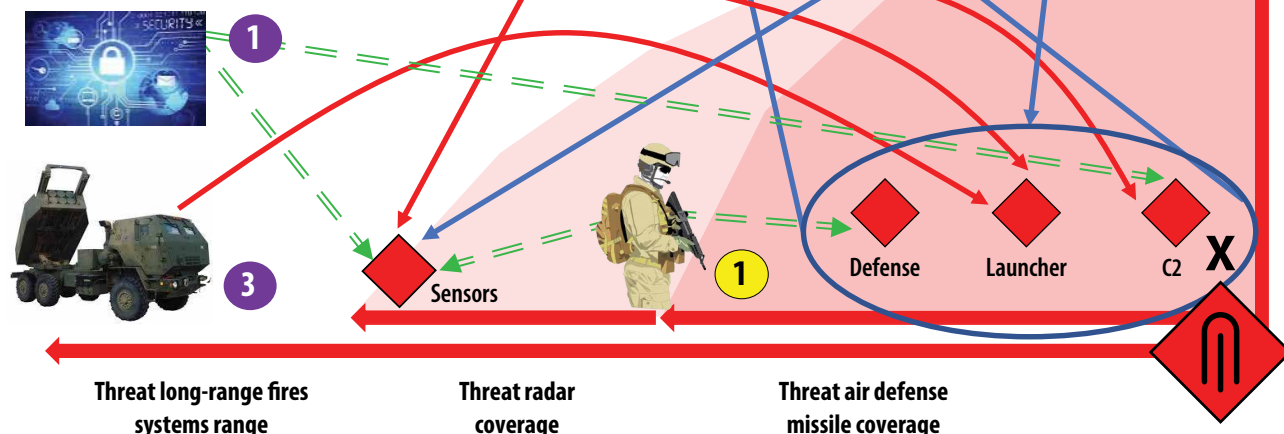 SECURITY
1
3
Sensors
1
Defense
Launcher
C2
X
Threat long-range fires
systems range
Threat radar
coverage
Threat air defense
missile coverage